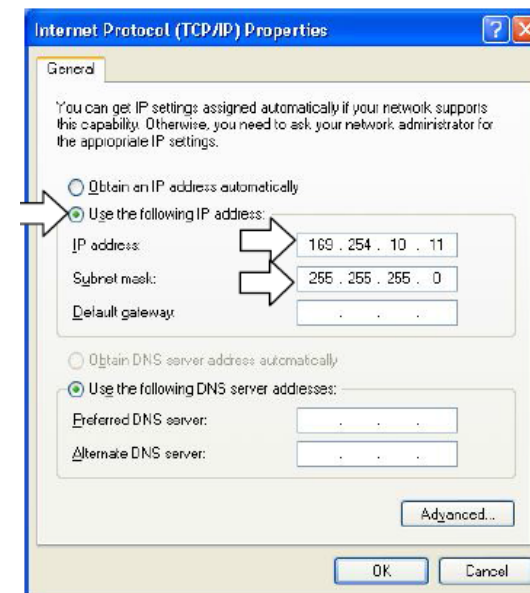 Internet Protocol (TCP/IP) Properties
General
You can get IP settings assigned automatically if your network supports
this capability. Otherwise, you need to ask your network administrator for
the appropriate IP settings.
Obtain an IP address automatically
Use the following IP address:
IP address: 169 . 254 . 10 . 11
Subnet mask: 255 . 255 . 255 . 0
Default gateway: . . .
Obtain DNS server address automatically
Use the following DNS server addresses:
Preferred DNS server: . . .
Alternate DNS server: . . .
Advanced...
OK Cancel